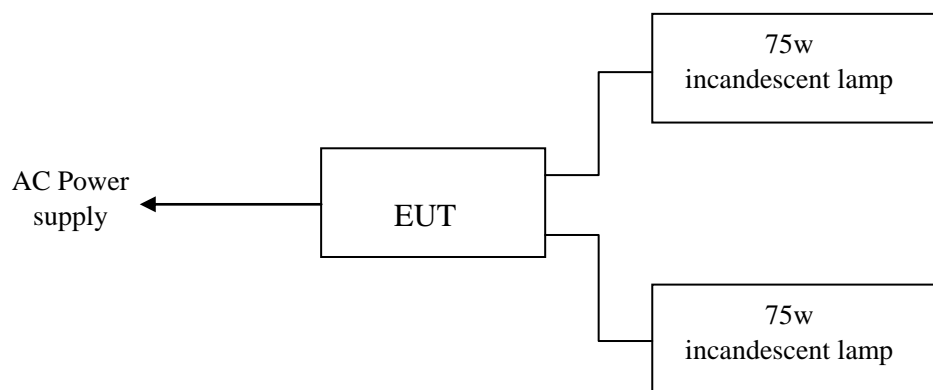 75w
incandescent lamp
AC Power
supply
EUT
75w
incandescent lamp